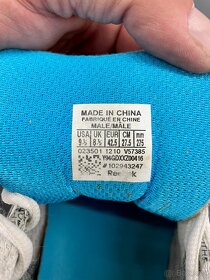 MADE IN CHINA
FABRIQUÉ EN CHINE
MALE/MÂLE
USA UK EUR CM mm
9½ 8½ 42.5 27.5 275
023501 1210 V57385
Y96GDXXZ00416
#102943247
Reebok